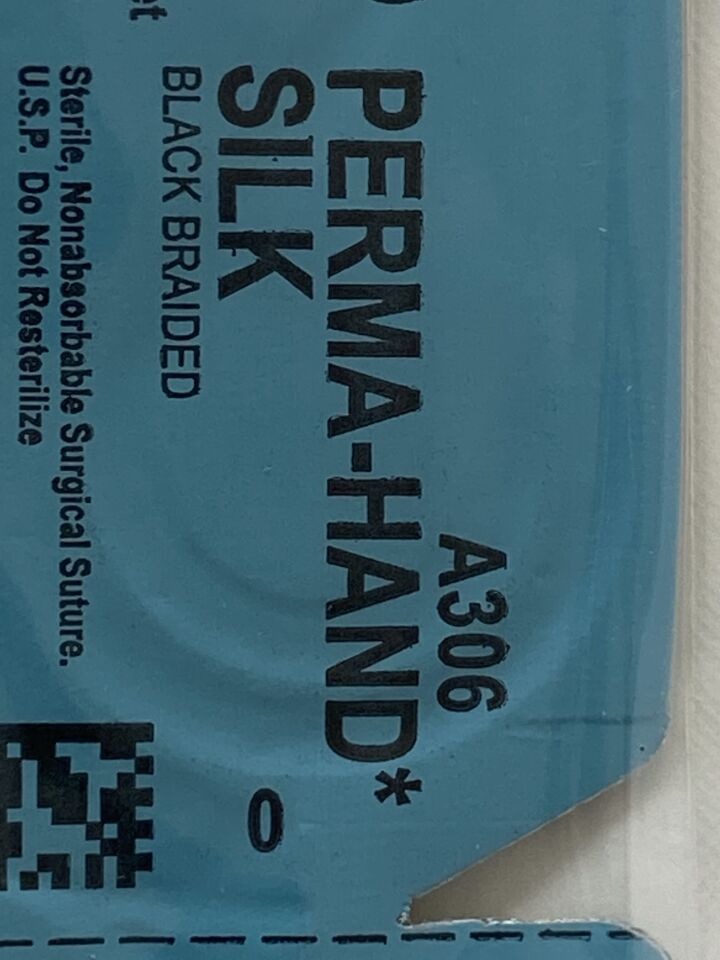 A306
PERMA-HAND*
SILK
0
BLACK BRAIDED
Sterile, Nonabsorbable Surgical Suture.
U.S.P. Do Not Resterilize